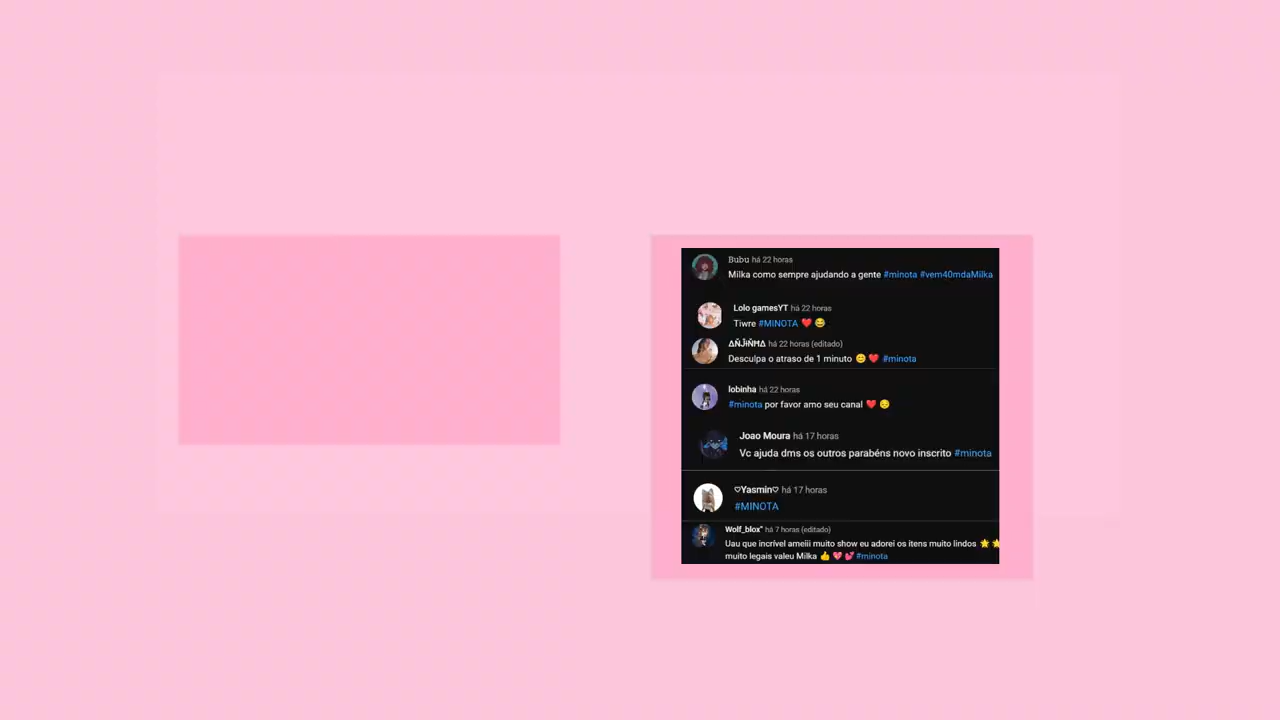 Bubu há 22 horas
Milka como sempre ajudando a gente #minota #vem40mdaMilka
Lolo gamesYT há 22 horas
Tiwre #MINOTA ❤️ 😂
ΔŇĴIŇĦΔ há 22 horas (editado)
Desculpa o atraso de 1 minuto 😊 ❤️ #minota
lobinha há 22 horas
#minota por favor amo seu canal ❤️ 😔
Joao Moura há 17 horas
Vc ajuda dms os outros parabéns novo inscrito #minota
♡Yasmin♡ há 17 horas
#MINOTA
Wolf_blox" há 7 horas (editado)
Uau que incrível ameiii muito show eu adorei os itens muito lindos 🌟 🌟
muito legais valeu Milka 👍 💖 💕 #minota